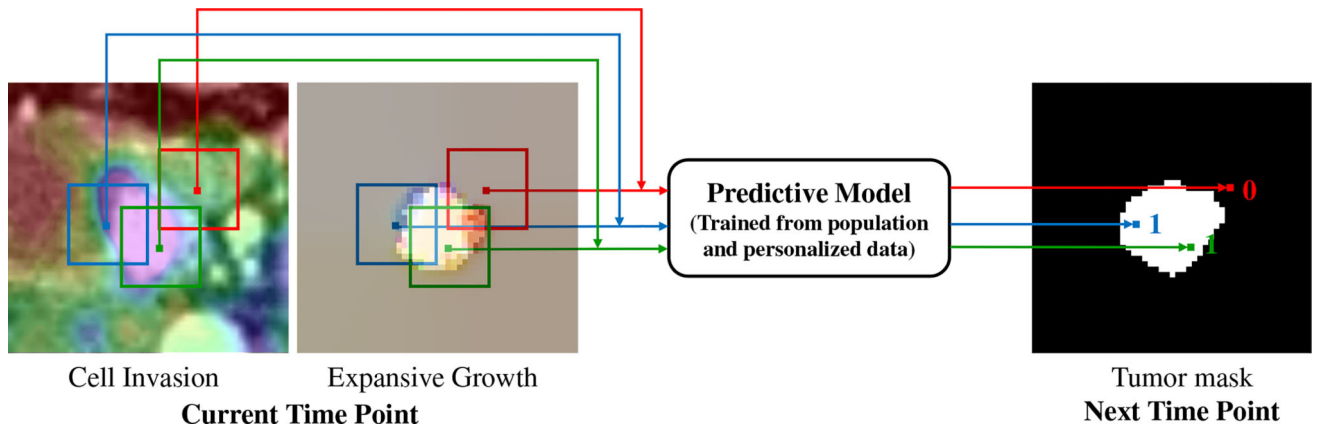 Predictive Model
(Trained from population
and personalized data)
0
1
1
Cell Invasion
Expansive Growth
Tumor mask
Current Time Point
Next Time Point